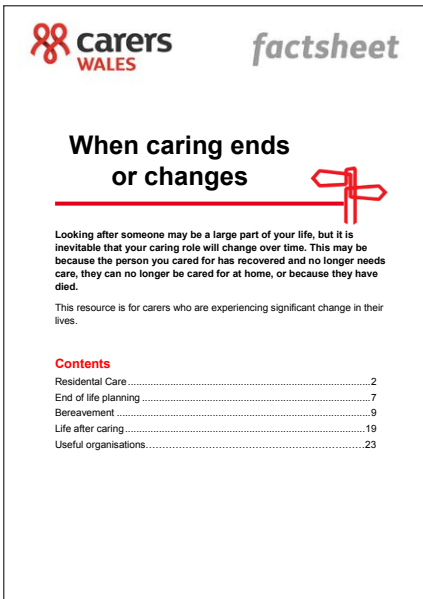 carers
WALES
factsheet
When caring ends
or changes
Looking after someone may be a large part of your life, but it is
inevitable that your caring role will change over time. This may be
because the person you cared for has recovered and no longer needs
care, they can no longer be cared for at home, or because they have
died.
This resource is for carers who are experiencing significant change in their
lives.
Contents
Residental Care.....................................................................................2
End of life planning ................................................................................7
Bereavement .........................................................................................9
Life after caring.....................................................................................19
Useful organisations……………………………………………………………….23